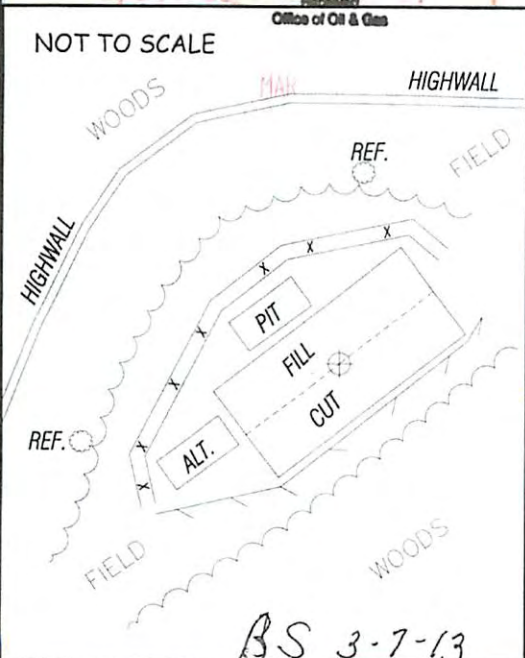 Office of Oil & Gas
NOT TO SCALE
MAR
HIGHWALL
WOODS
REF.
FIELD
HIGHWALL
PIT
FILL
CUT
REF.
ALT.
FIELD
WOODS
BS 3-7-13